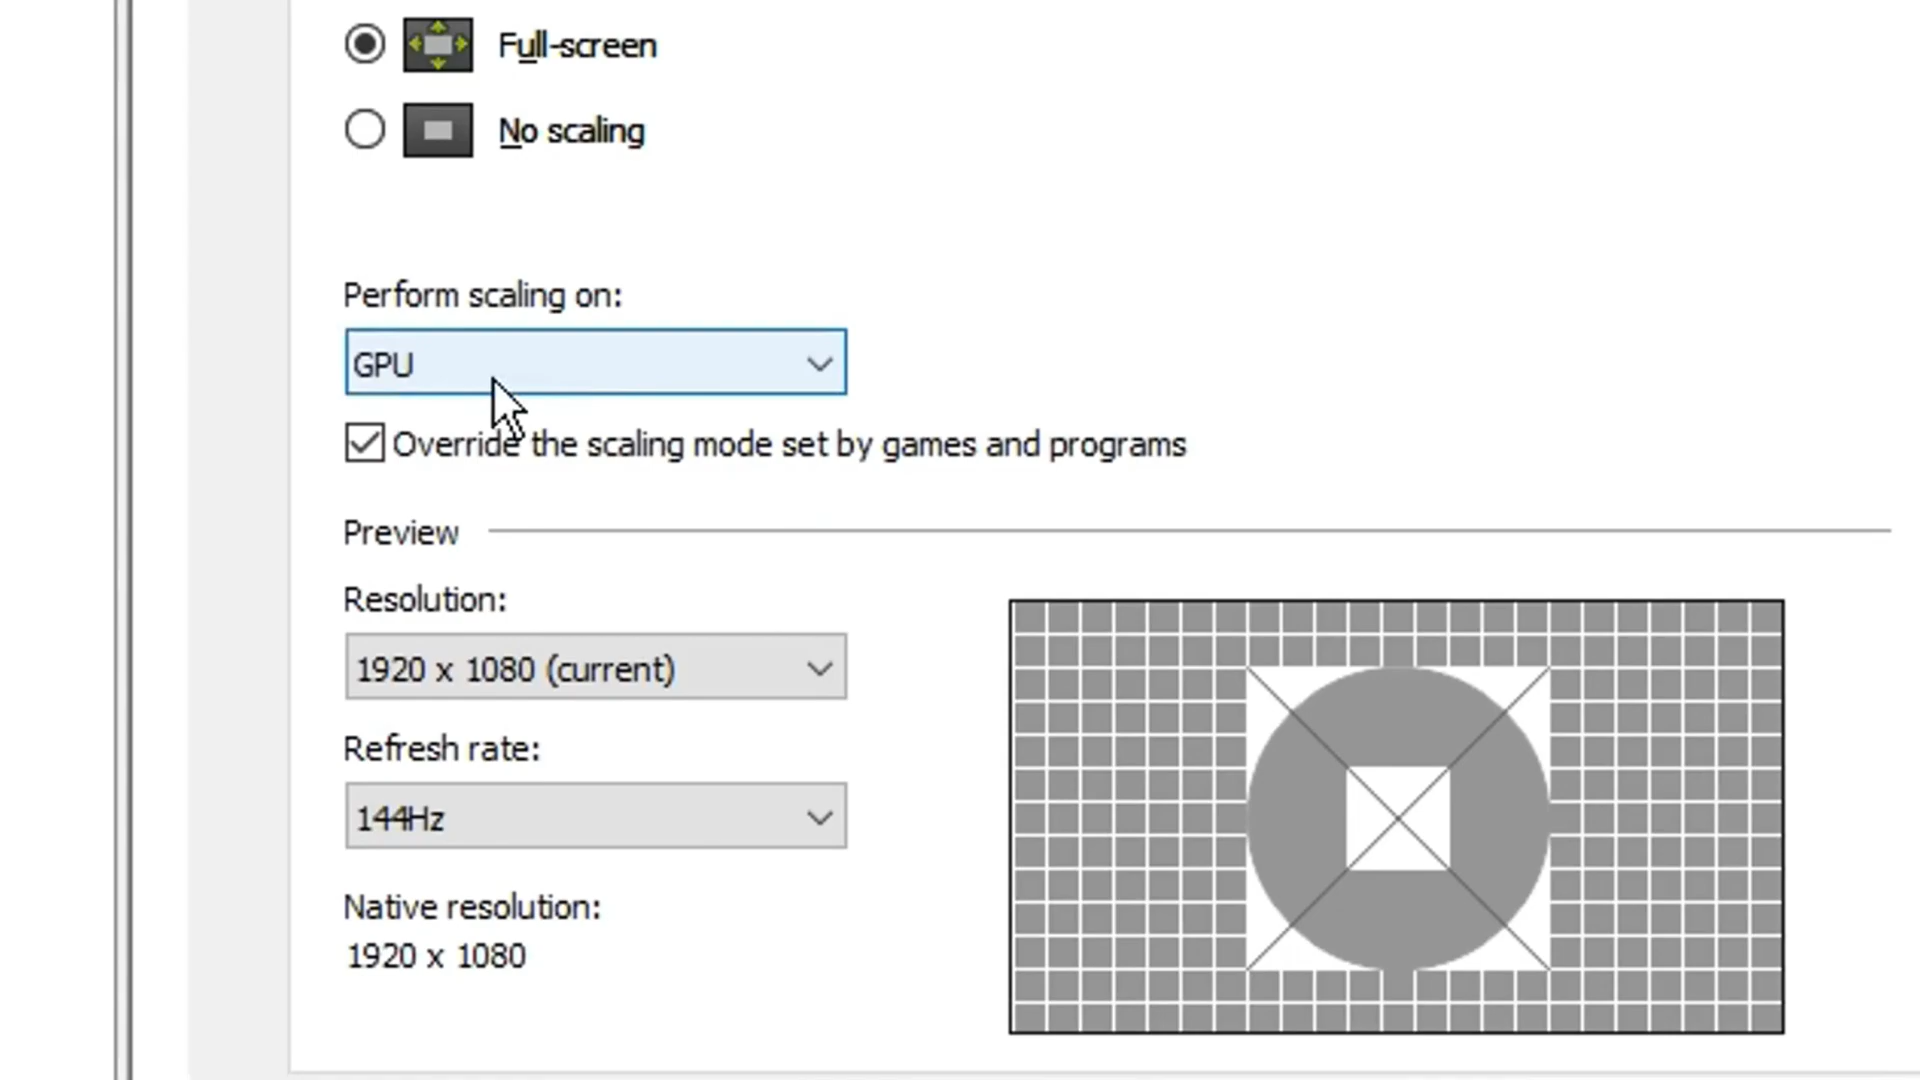 Full-screen
No scaling
Perform scaling on:
GPU
Override the scaling mode set by games and programs
Preview
Resolution:
1920 x 1080 (current)
Refresh rate:
144Hz
Native resolution:
1920 x 1080